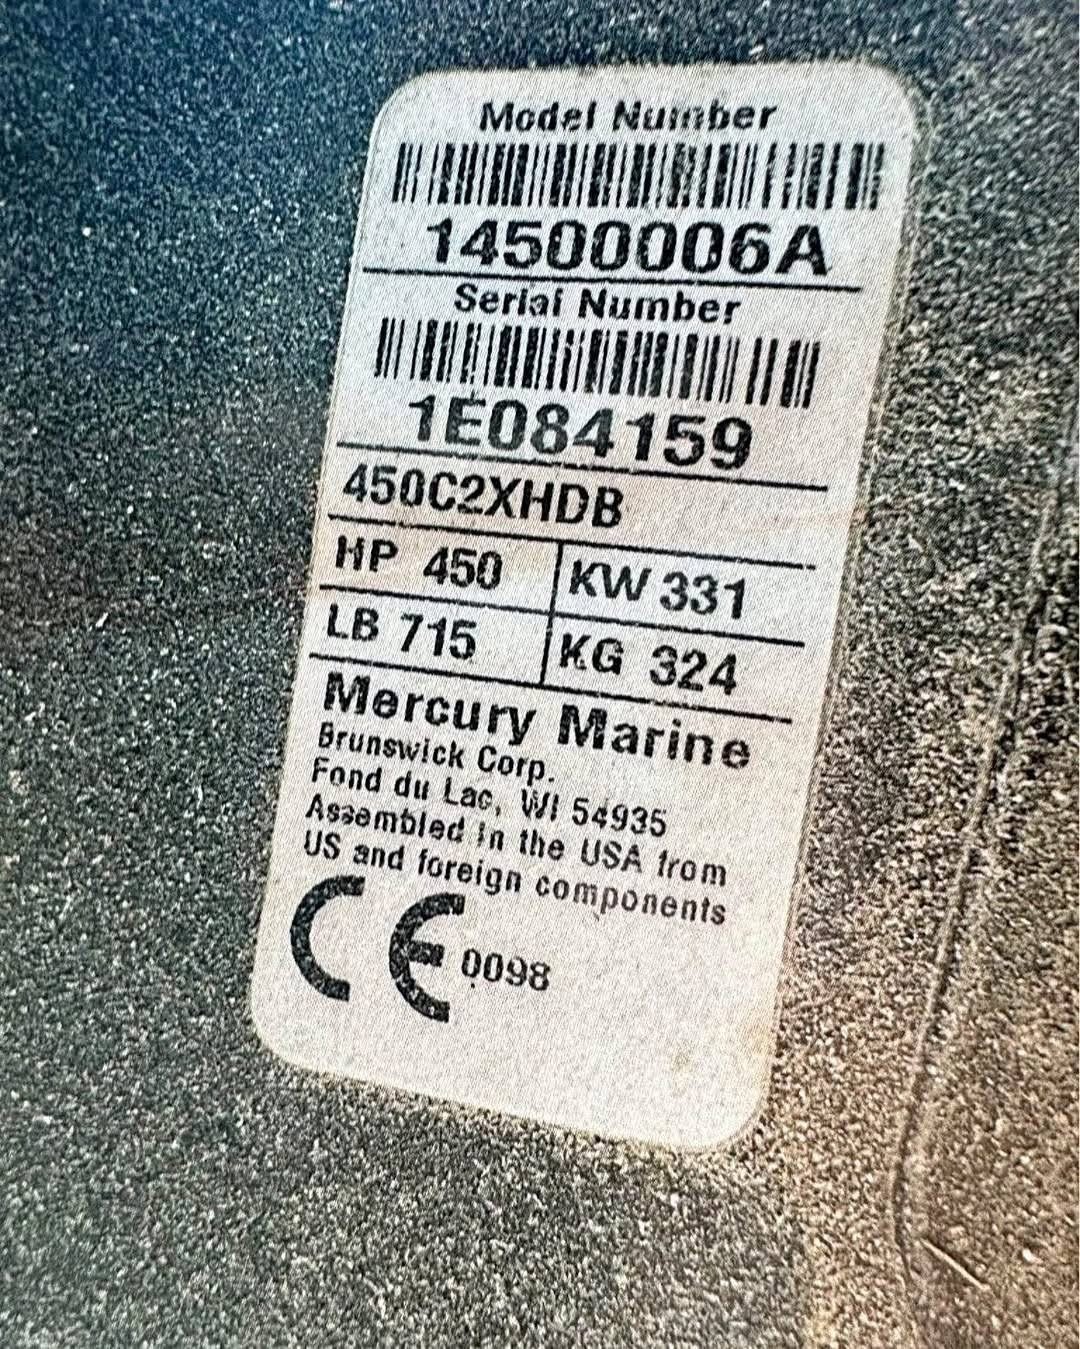 Model Number
14500006A
Serial Number
1E084159
450C2XHDB
HP 450 KW 331
LB 715 KG 324
Mercury Marine
Brunswick Corp.
Fond du Lac, WI 54935
Assembled in the USA from
US and foreign components
CE 0098